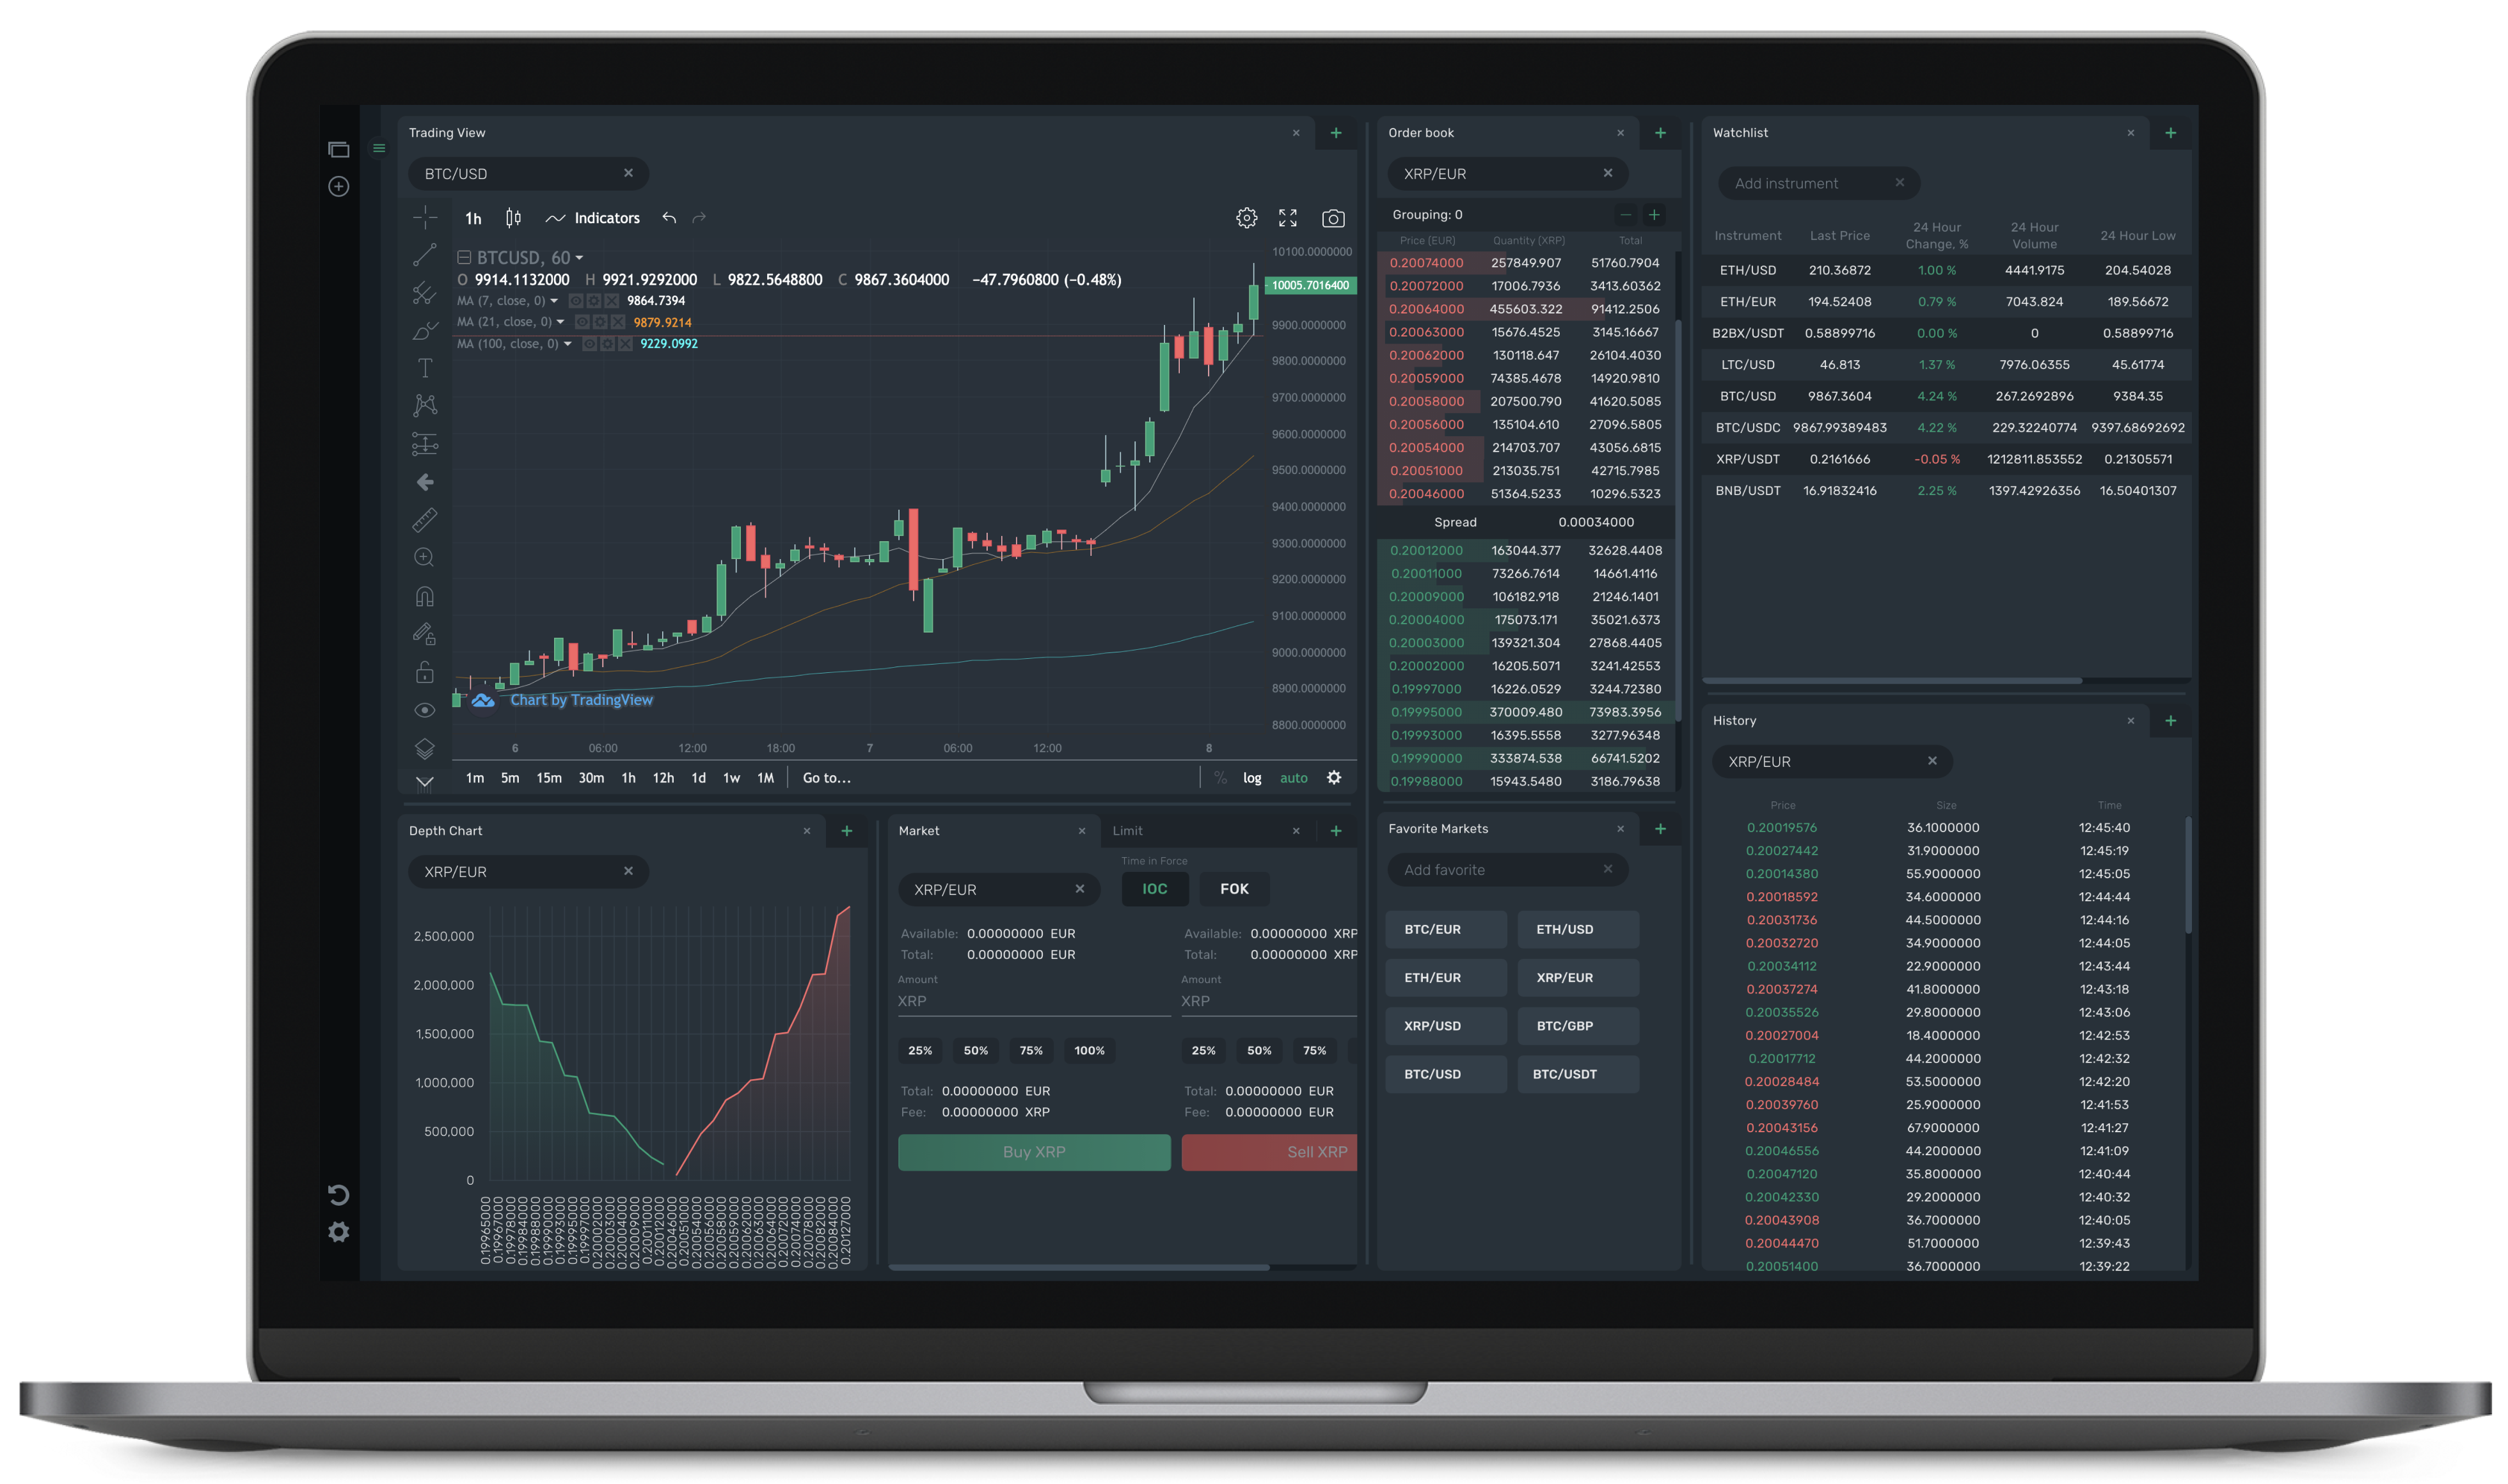 Trading View
BTC/USD
1h Indicators
BTCUSD, 60
O 9914.1132000 H 9921.9292000 L 9822.5648800 C 9867.3604000 −47.7960800 (−0.48%)
MA (7, close, 0) 9864.7394
MA (21, close, 0) 9879.9214
MA (100, close, 0) 9229.0992
10100.0000000
10005.7016400
9900.0000000
9800.0000000
9700.0000000
9600.0000000
9500.0000000
9400.0000000
9300.0000000
9200.0000000
9100.0000000
9000.0000000
8900.0000000
8800.0000000
Chart by TradingView
6 06:00 12:00 18:00 7 06:00 12:00 8
1m 5m 15m 30m 1h 12h 1d 1w 1M Go to... % log auto
Order book
XRP/EUR
Grouping: 0
Price (EUR) Quantity (XRP) Total
0.20074000 257849.907 51760.7904
0.20072000 17006.7936 3413.60362
0.20064000 455603.322 91412.2506
0.20063000 15676.4525 3145.16667
0.20062000 130118.647 26104.4030
0.20059000 74385.4678 14920.9810
0.20058000 207500.790 41620.5085
0.20056000 135104.610 27096.5805
0.20054000 214703.707 43056.6815
0.20051000 213035.751 42715.7985
0.20046000 51364.5233 10296.5323
Spread 0.00034000
0.20012000 163044.377 32628.4408
0.20011000 73266.7614 14661.4116
0.20009000 106182.918 21246.1401
0.20004000 175073.171 35021.6373
0.20003000 139321.304 27868.4405
0.20002000 16205.5071 3241.42553
0.19997000 16226.0529 3244.72380
0.19995000 370009.480 73983.3956
0.19993000 16395.5558 3277.96348
0.19990000 333874.538 66741.5202
0.19988000 15943.5480 3186.79638
Watchlist
Add instrument
Instrument Last Price 24 Hour Change, % 24 Hour Volume 24 Hour Low
ETH/USD 210.36872 1.00 % 4441.9175 204.54028
ETH/EUR 194.52408 0.79 % 7043.824 189.56672
B2BX/USDT 0.58899716 0.00 % 0 0.58899716
LTC/USD 46.813 1.37 % 7976.06355 45.61774
BTC/USD 9867.3604 4.24 % 267.2692896 9384.35
BTC/USDC 9867.99389483 4.22 % 229.32240774 9397.68692692
XRP/USDT 0.2161666 -0.05 % 1212811.853552 0.21305571
BNB/USDT 16.91832416 2.25 % 1397.42926356 16.50401307
Depth Chart
XRP/EUR
2,500,000
2,000,000
1,500,000
1,000,000
500,000
0
0.19965000
0.19967000
0.19978000
0.19984000
0.19988000
0.19990000
0.19993000
0.19995000
0.19997000
0.20002000
0.20003000
0.20004000
0.20009000
0.20011000
0.20012000
0.20046000
0.20051000
0.20054000
0.20056000
0.20058000
0.20059000
0.20062000
0.20063000
0.20064000
0.20072000
0.20074000
0.20078000
0.20082000
0.20084000
0.20127000
Market Limit
Time in Force
XRP/EUR IOC FOK
Available: 0.00000000 EUR Available: 0.00000000 XRP
Total: 0.00000000 EUR Total: 0.00000000 XRP
Amount Amount
XRP XRP
25% 50% 75% 100% 25% 50% 75%
Total: 0.00000000 EUR Total: 0.00000000 EUR
Fee: 0.00000000 XRP Fee: 0.00000000 EUR
Buy XRP Sell XRP
Favorite Markets
Add favorite
BTC/EUR ETH/USD
ETH/EUR XRP/EUR
XRP/USD BTC/GBP
BTC/USD BTC/USDT
History
XRP/EUR
Price Size Time
0.20019576 36.1000000 12:45:40
0.20027442 31.9000000 12:45:19
0.20014380 55.9000000 12:45:05
0.20018592 34.6000000 12:44:44
0.20031736 44.5000000 12:44:16
0.20032720 34.9000000 12:44:05
0.20034112 22.9000000 12:43:44
0.20037274 41.8000000 12:43:18
0.20035526 29.8000000 12:43:06
0.20027004 18.4000000 12:42:53
0.20017712 44.2000000 12:42:32
0.20028484 53.5000000 12:42:20
0.20039760 25.9000000 12:41:53
0.20043156 67.9000000 12:41:27
0.20046556 44.2000000 12:41:09
0.20047120 35.8000000 12:40:44
0.20042330 29.2000000 12:40:32
0.20043908 36.7000000 12:40:05
0.20044470 51.7000000 12:39:43
0.20051400 36.7000000 12:39:22